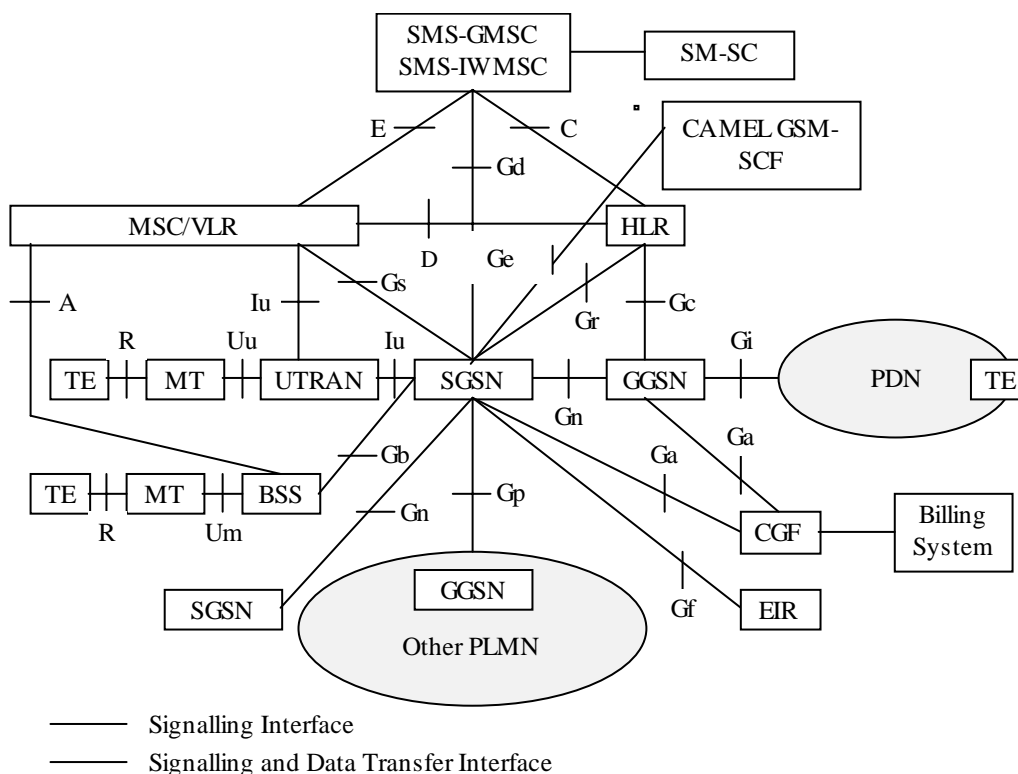 SMS-GMSC
SMS-IWMSC
SM-SC
CAMEL GSM-
SCF
E
C
Gd
MSC/VLR
HLR
D
Ge
Gs
A
Iu
Gr
Gc
R
Uu
Iu
Gi
TE
MT
UTRAN
SGSN
GGSN
PDN
TE
Gn
Ga
Gb
Ga
TE
MT
BSS
Gp
Gn
R
Um
CGF
Billing
System
SGSN
GGSN
Gf
EIR
Other PLMN
Signalling Interface
Signalling and Data Transfer Interface